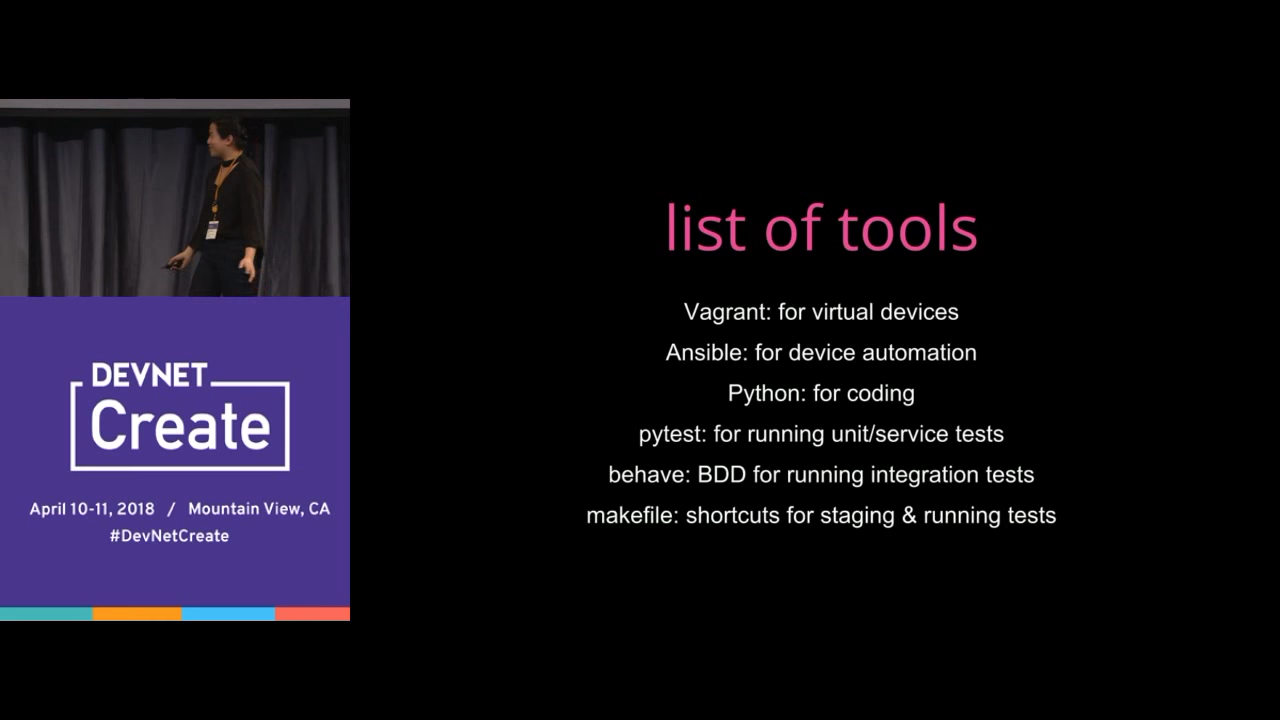 DEVNET
Create
April 10-11, 2018 / Mountain View, CA
#DevNetCreate
list of tools
Vagrant: for virtual devices
Ansible: for device automation
Python: for coding
pytest: for running unit/service tests
behave: BDD for running integration tests
makefile: shortcuts for staging & running tests